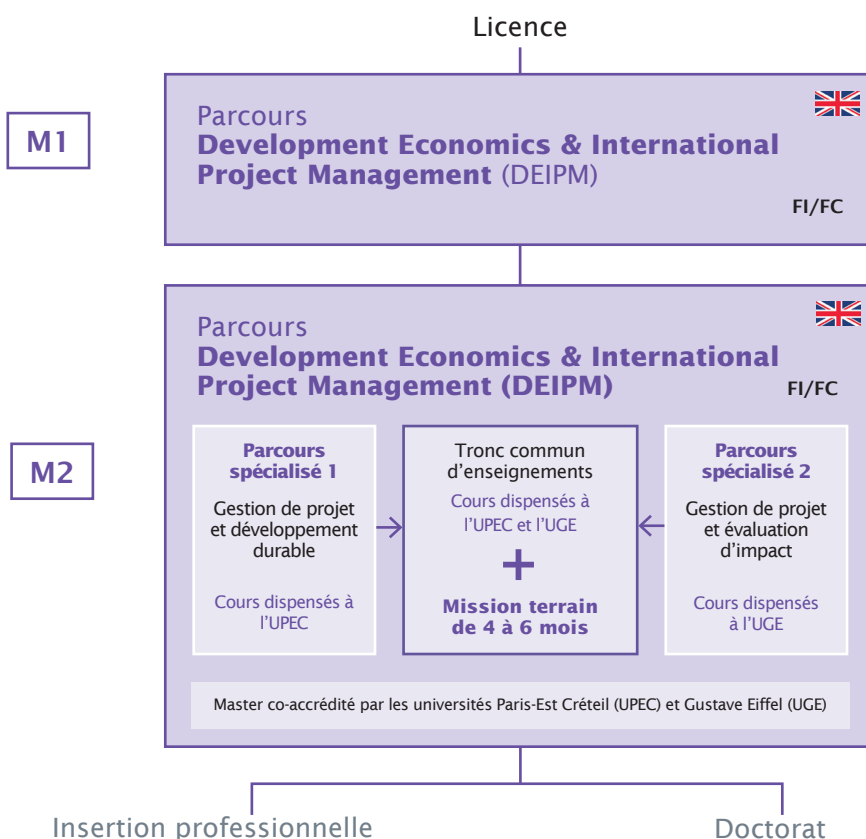 Licence
M1
Parcours
Development Economics & International
Project Management (DEIPM)
FI/FC
M2
Parcours
Development Economics & International
Project Management (DEIPM)
FI/FC
Parcours
spécialisé 1
Gestion de projet
et développement
durable
Cours dispensés à
l’UPEC
Tronc commun
d’enseignements
Cours dispensés à
l’UPEC et l’UGE
+
Mission terrain
de 4 à 6 mois
Parcours
spécialisé 2
Gestion de projet
et évaluation
d’impact
Cours dispensés
à l’UGE
Master co-accrédité par les universités Paris-Est Créteil (UPEC) et Gustave Eiffel (UGE)
Insertion professionnelle
Doctorat